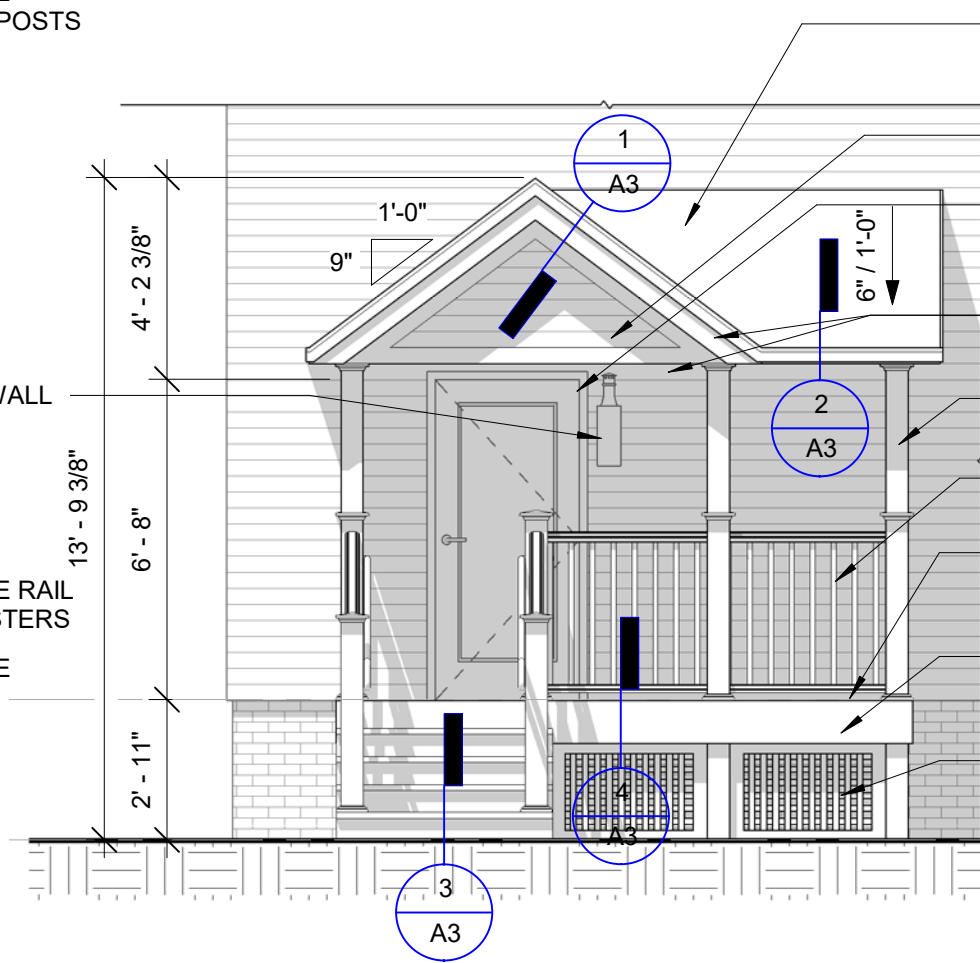 POSTS
1
A3
1'-0"
9"
6" / 1'-0"
4' - 2 3/8"
WALL
2
A3
13' - 9 3/8"
6' - 8"
E RAIL
STERS
E
2' - 11"
4
A3
3
A3